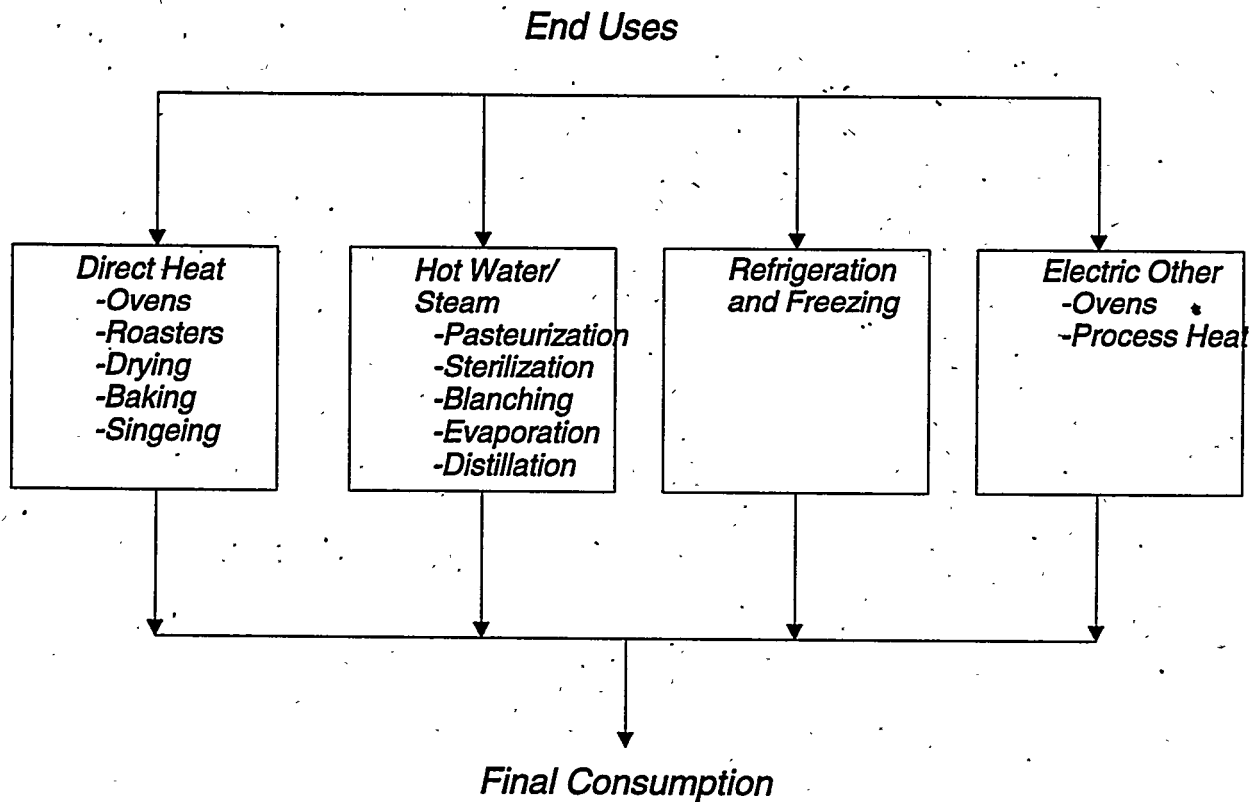 End Uses
Direct Heat
-Ovens
-Roasters
-Drying
-Baking
-Singeing
Hot Water/
Steam
-Pasteurization
-Sterilization
-Blanching
-Evaporation
-Distillation
Refrigeration
and Freezing
Electric Other
-Ovens
-Process Heat
Final Consumption